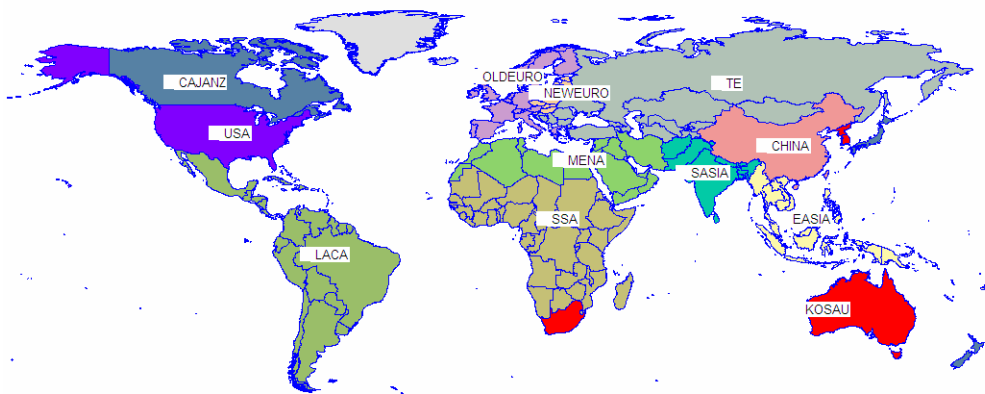 OLDEURO
CAJANZ
TE
NEWEURO
USA
CHINA
MENA
SASIA
SSA
EASIA
LACA
KOSAU